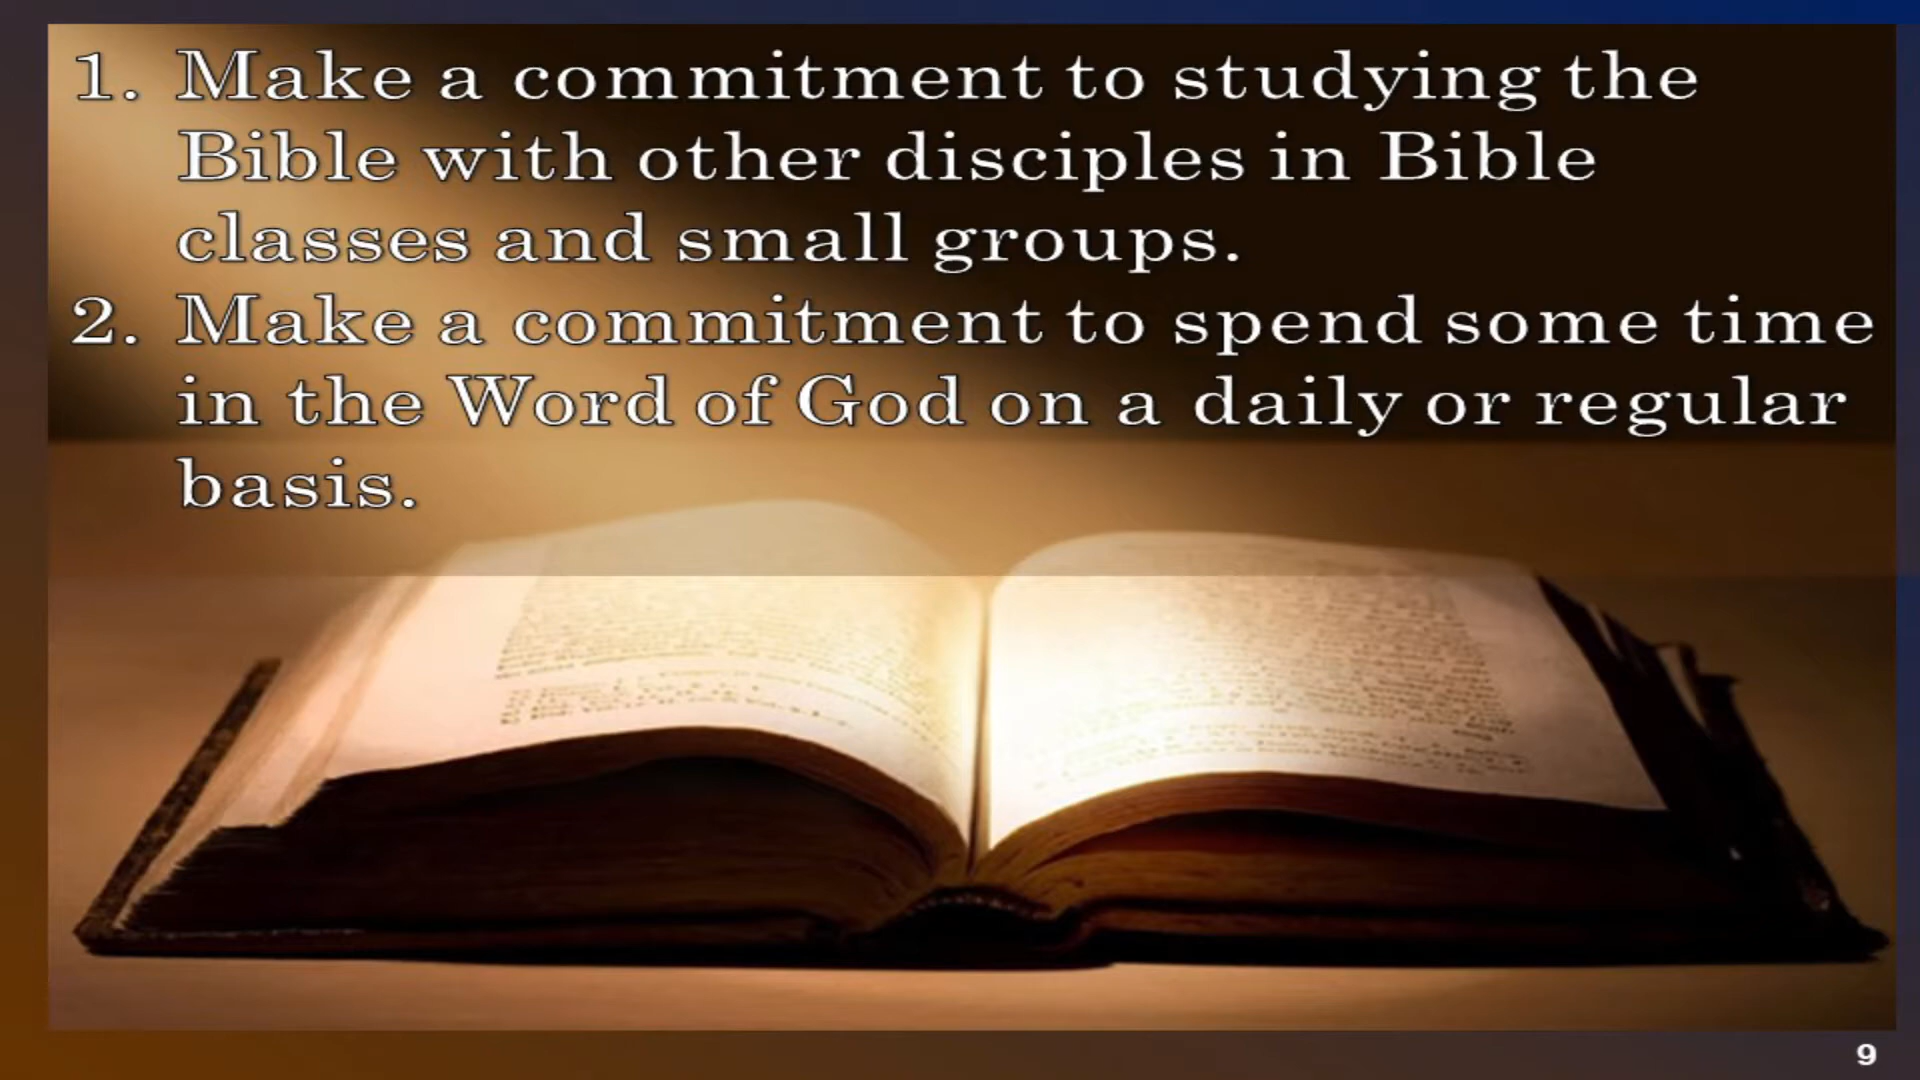 1. Make a commitment to studying the
Bible with other disciples in Bible
classes and small groups.
2. Make a commitment to spend some time
in the Word of God on a daily or regular
basis.
9